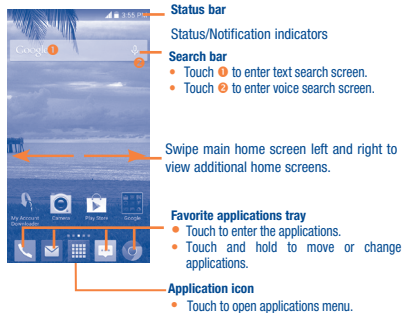 3:55 PM
Status bar
Status/Notification indicators
Google 1
2
Search bar
• Touch 1 to enter text search screen.
• Touch 2 to enter voice search screen.
Swipe main home screen left and right to
view additional home screens.
My Account
Downloader
Camera
Play Store
Google
Favorite applications tray
• Touch to enter the applications.
• Touch and hold to move or change
applications.
Application icon
• Touch to open applications menu.